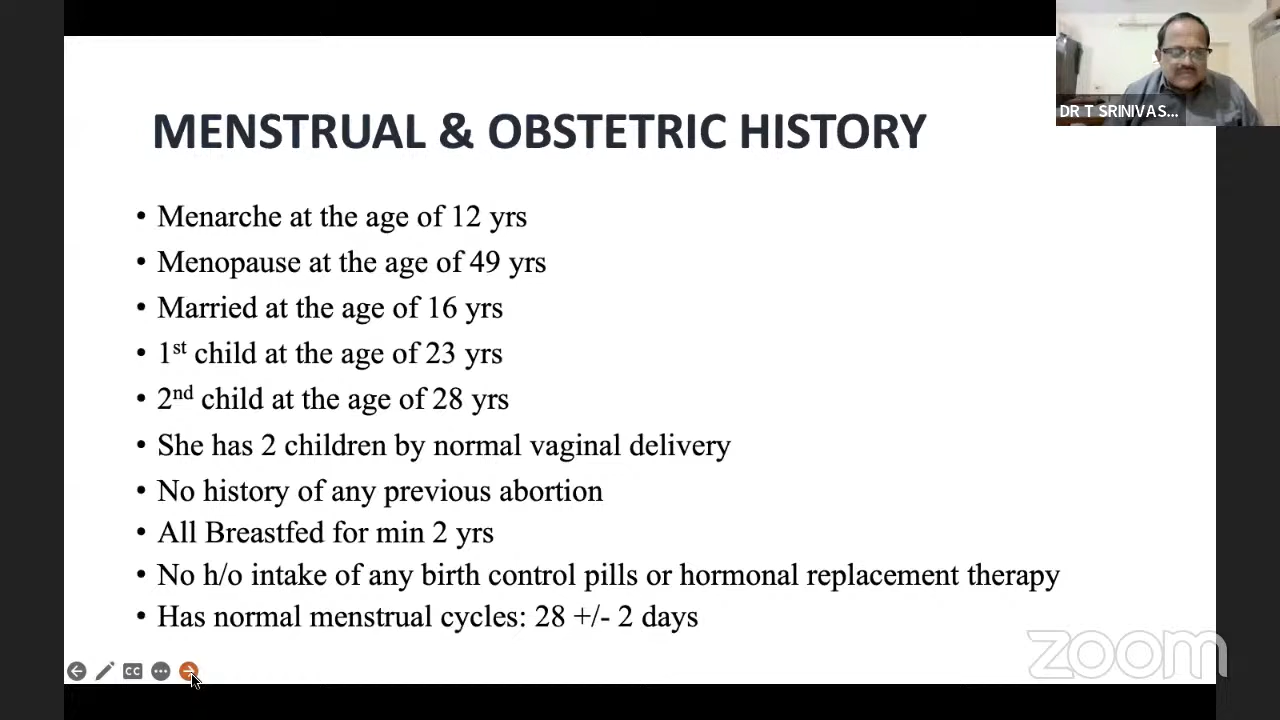 DR T SRINIVAS...
MENSTRUAL & OBSTETRIC HISTORY
• Menarche at the age of 12 yrs
• Menopause at the age of 49 yrs
• Married at the age of 16 yrs
• 1st child at the age of 23 yrs
• 2nd child at the age of 28 yrs
• She has 2 children by normal vaginal delivery
• No history of any previous abortion
• All Breastfed for min 2 yrs
• No h/o intake of any birth control pills or hormonal replacement therapy
• Has normal menstrual cycles: 28 +/- 2 days
CC
zoom